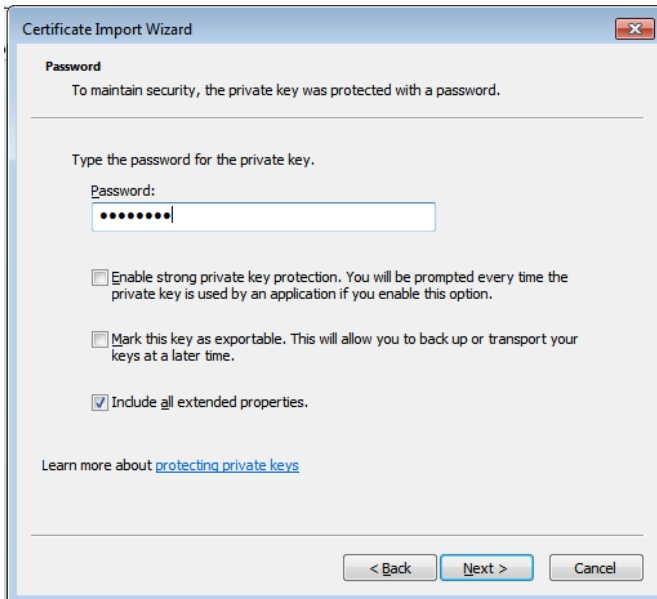 Certificate Import Wizard
Password
To maintain security, the private key was protected with a password.
Type the password for the private key.
Password:
••••••••
Enable strong private key protection. You will be prompted every time the
private key is used by an application if you enable this option.
Mark this key as exportable. This will allow you to back up or transport your
keys at a later time.
Include all extended properties.
Learn more about protecting private keys
< Back
Next >
Cancel